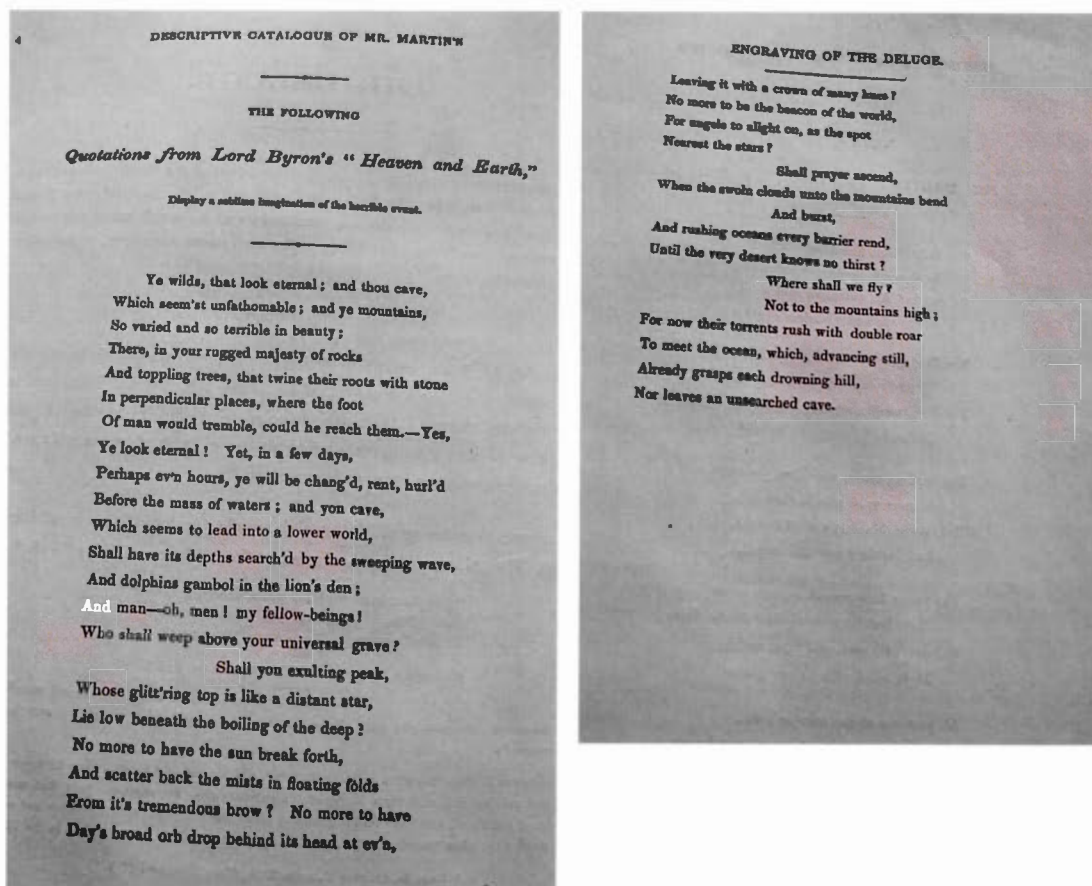 4
DESCRIPTIVE CATALOGUE OF MR. MARTIN'S
THE FOLLOWING
Quotations from Lord Byron's “ Heaven and Earth,”
Display a sublime imagination of the horrible event.
Ye wilds, that look eternal ; and thou cave,
Which seem'st unfathomable ; and ye mountains,
So varied and so terrible in beauty ;
There, in your rugged majesty of rocks
And toppling trees, that twine their roots with stone
In perpendicular places, where the foot
Of man would tremble, could he reach them.—Yes,
Ye look eternal ! Yet, in a few days,
Perhaps ev'n hours, ye will be chang'd, rent, hurl'd
Before the mass of waters ; and yon cave,
Which seems to lead into a lower world,
Shall have its depths search'd by the sweeping wave,
And dolphins gambol in the lion's den ;
And man—oh, men ! my fellow-beings !
Who shall weep above your universal grave ?
Shall yon exulting peak,
Whose glitt'ring top is like a distant star,
Lie low beneath the boiling of the deep ?
No more to have the sun break forth,
And scatter back the mists in floating folds
From it's tremendous brow ? No more to have
Day's broad orb drop behind its head at ev'n,
ENGRAVING OF THE DELUGE.
Leaving it with a crown of many hues ?
No more to be the beacon of the world,
For angels to alight on, as the spot
Nearest the stars ?
Shall prayer ascend,
When the swoln clouds unto the mountains bend
And burst,
And rushing oceans every barrier rend,
Until the very desert knows no thirst ?
Where shall we fly ?
Not to the mountains high ;
For now their torrents rush with double roar
To meet the ocean, which, advancing still,
Already grasps each drowning hill,
Nor leaves an unsearched cave.